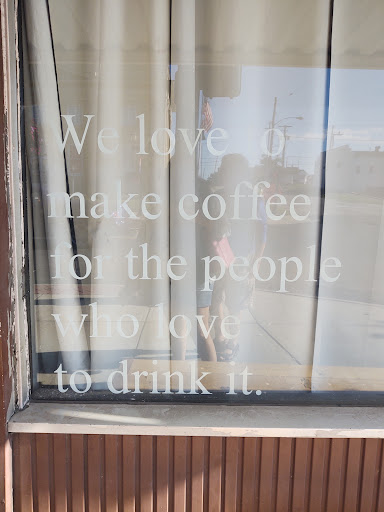 We love to
make coffee
for the people
who love
to drink it.